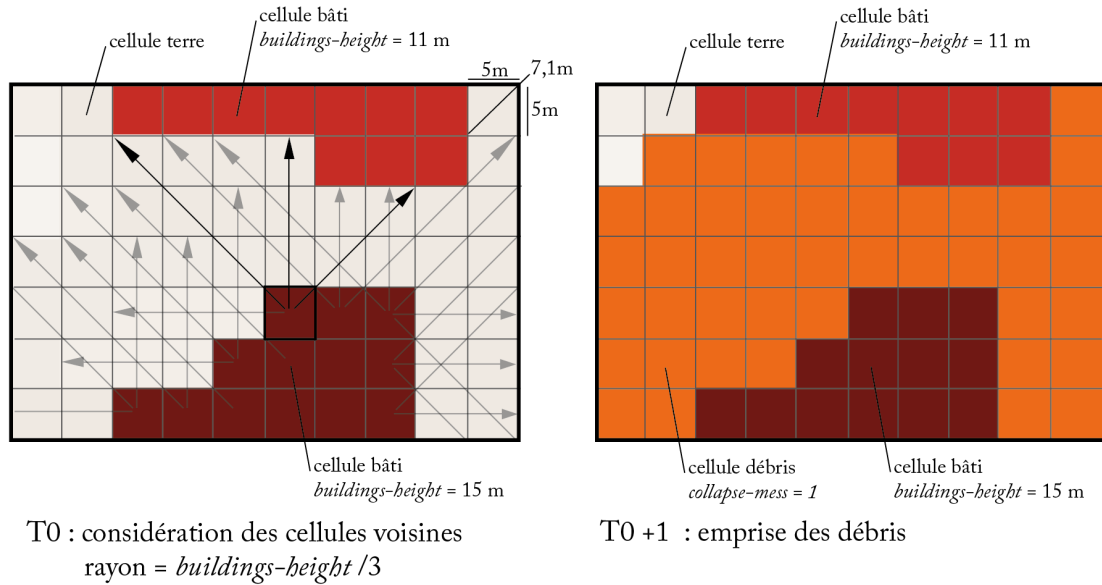 cellule bâti
buildings-height = 11 m
cellule terre
5m
7,1m
5m
cellule bâti
buildings-height = 15 m
T0 : considération des cellules voisines
rayon = buildings-height /3
cellule bâti
buildings-height = 11 m
cellule terre
cellule débris
collapse-mess = 1
cellule bâti
buildings-height = 15 m
T0 +1 : emprise des débris